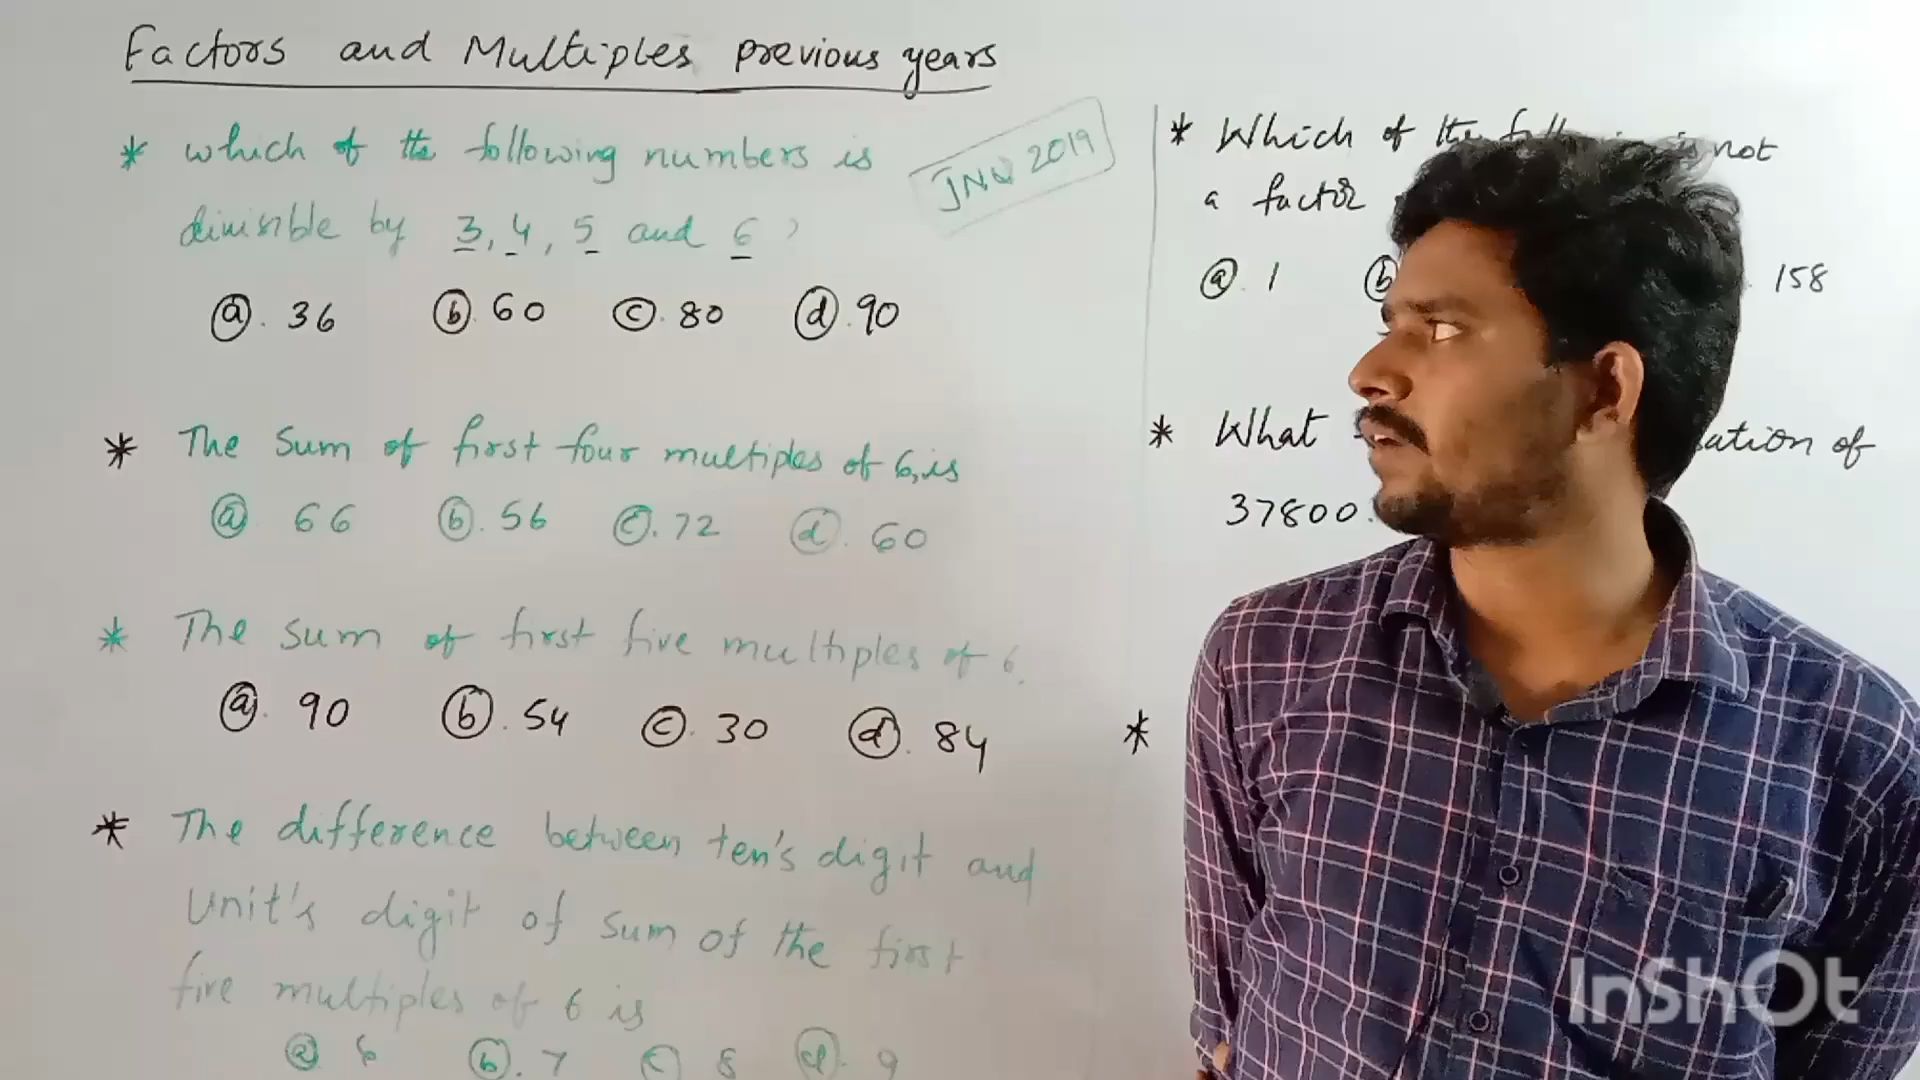 Factors and Multiples previous years
* which of the following numbers is
divisible by 3, 4, 5 and 6 ?
JNV 2019
ⓐ. 36 ⓑ. 60 ⓒ. 80 ⓓ. 90
* The sum of first four multiples of 6, is
ⓐ. 66 ⓑ. 56 ⓒ. 72 ⓓ. 60
* The sum of first five multiples of 6.
ⓐ. 90 ⓑ. 54 ⓒ. 30 ⓓ. 84
* The difference between ten's digit and
Unit's digit of sum of the first
five multiples of 6 is
ⓐ 6 ⓑ. 7 ⓒ 8 ⓓ. 9
* Which of the is not
a factor
ⓐ. 1 ⓑ 158
* What sation of
37800.
*
InShOt